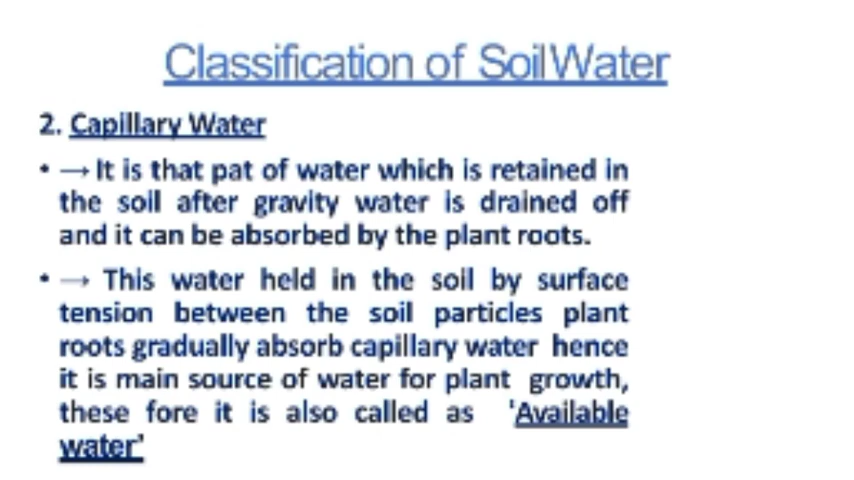 Classification of Soil Water
2. Capillary Water
• → It is that pat of water which is retained in
the soil after gravity water is drained off
and it can be absorbed by the plant roots.
• → This water held in the soil by surface
tension between the soil particles plant
roots gradually absorb capillary water hence
it is main source of water for plant growth,
these fore it is also called as 'Available
water'